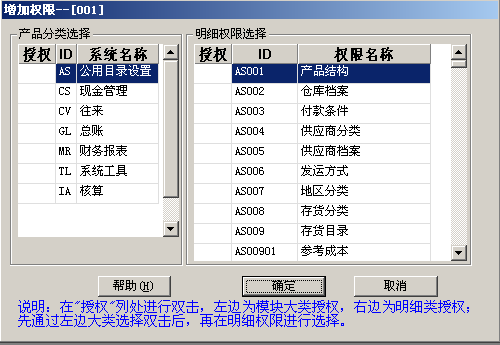 增加权限--[001]
产品分类选择
授权 ID 系统名称
AS 公用目录设置
CS 现金管理
CV 往来
GL 总账
MR 财务报表
TL 系统工具
IA 核算
明细权限选择
授权 ID 权限名称
AS001 产品结构
AS002 仓库档案
AS003 付款条件
AS004 供应商分类
AS005 供应商档案
AS006 发运方式
AS007 地区分类
AS008 存货分类
AS009 存货目录
AS00901 参考成本
帮助(H) 确定 取消
说明：在"授权"列处进行双击，左边为模块大类授权，右边为明细类授权；
先通过左边大类选择双击后，再在明细权限进行选择。